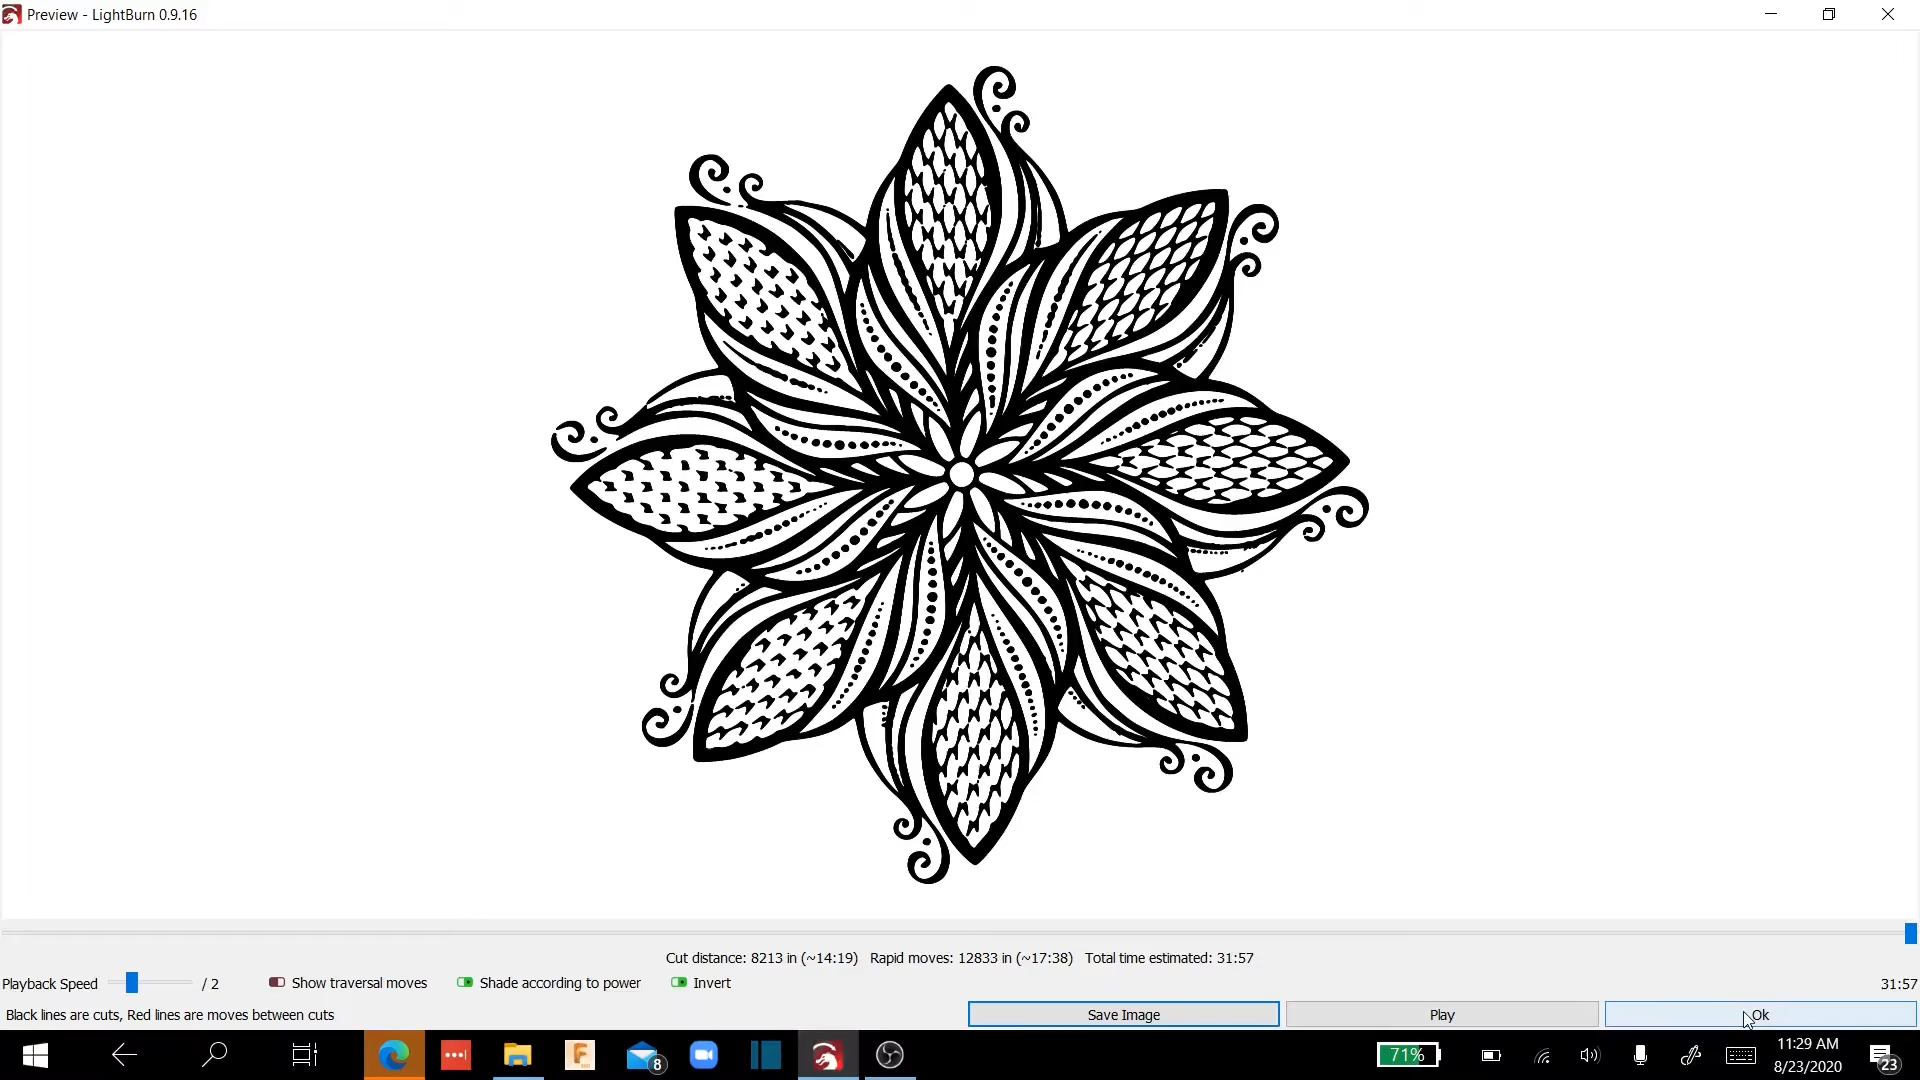 Preview - LightBurn 0.9.16
Cut distance: 8213 in (~14:19) Rapid moves: 12833 in (~17:38) Total time estimated: 31:57
Playback Speed / 2 Show traversal moves Shade according to power Invert 31:57
Black lines are cuts, Red lines are moves between cuts Save Image Play Ok
8 71% 11:29 AM
8/23/2020 23